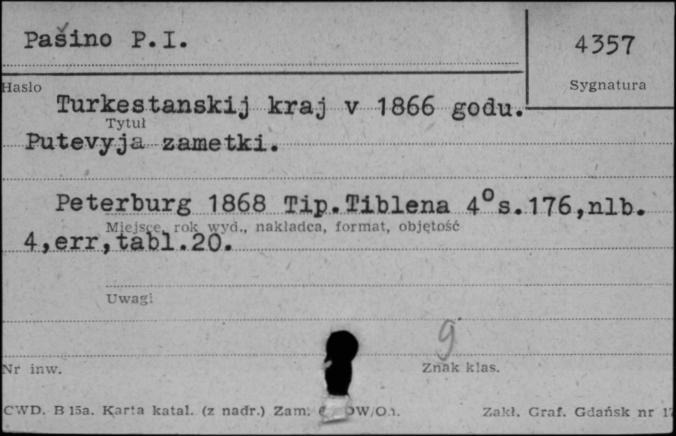 Pašino P.I.
4357
Hasło
Sygnatura
Turkestanskij kraj v 1866 godu.
Tytuł
Putevyja zametki.
Peterburg 1868 Tip.Tiblena 4°s.176,nlb.
Miejsce, rok wyd., nakładca, format, objętość
4,err,tabl.20.
Uwagi
9
Nr inw.
Znak klas.
CWD. B 15a. Karta katal. (z nadr.) Zam.
Zakł. Graf. Gdańsk nr